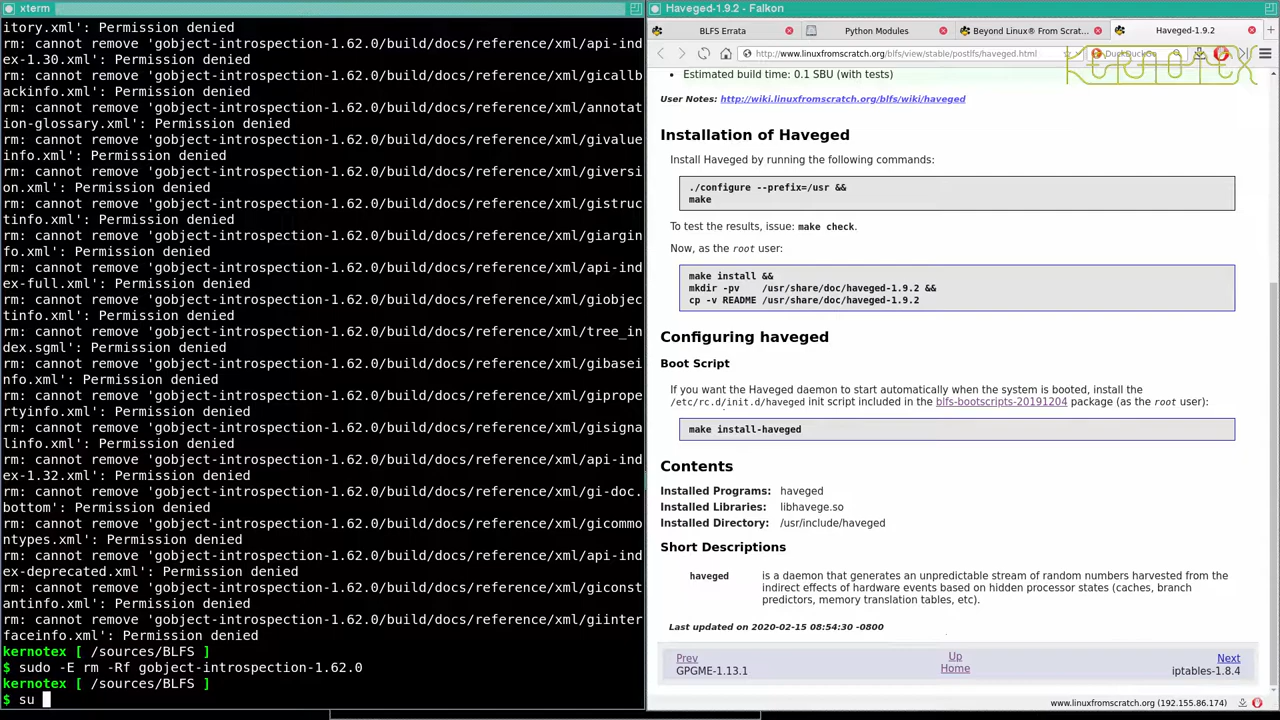 xterm
itory.xml': Permission denied
rm: cannot remove 'gobject-introspection-1.62.0/build/docs/reference/xml/api-ind
ex-1.30.xml': Permission denied
rm: cannot remove 'gobject-introspection-1.62.0/build/docs/reference/xml/gicallb
ackinfo.xml': Permission denied
rm: cannot remove 'gobject-introspection-1.62.0/build/docs/reference/xml/annotat
ion-glossary.xml': Permission denied
rm: cannot remove 'gobject-introspection-1.62.0/build/docs/reference/xml/givalue
info.xml': Permission denied
rm: cannot remove 'gobject-introspection-1.62.0/build/docs/reference/xml/giversi
on.xml': Permission denied
rm: cannot remove 'gobject-introspection-1.62.0/build/docs/reference/xml/gistruc
tinfo.xml': Permission denied
rm: cannot remove 'gobject-introspection-1.62.0/build/docs/reference/xml/giargin
fo.xml': Permission denied
rm: cannot remove 'gobject-introspection-1.62.0/build/docs/reference/xml/api-ind
ex-full.xml': Permission denied
rm: cannot remove 'gobject-introspection-1.62.0/build/docs/reference/xml/giobjec
tinfo.xml': Permission denied
rm: cannot remove 'gobject-introspection-1.62.0/build/docs/reference/xml/tree_in
dex.sgml': Permission denied
rm: cannot remove 'gobject-introspection-1.62.0/build/docs/reference/xml/gibasei
nfo.xml': Permission denied
rm: cannot remove 'gobject-introspection-1.62.0/build/docs/reference/xml/giprope
rtyinfo.xml': Permission denied
rm: cannot remove 'gobject-introspection-1.62.0/build/docs/reference/xml/gisigna
linfo.xml': Permission denied
rm: cannot remove 'gobject-introspection-1.62.0/build/docs/reference/xml/api-ind
ex-1.32.xml': Permission denied
rm: cannot remove 'gobject-introspection-1.62.0/build/docs/reference/xml/gi-doc.
bottom': Permission denied
rm: cannot remove 'gobject-introspection-1.62.0/build/docs/reference/xml/gicommo
ntypes.xml': Permission denied
rm: cannot remove 'gobject-introspection-1.62.0/build/docs/reference/xml/api-ind
ex-deprecated.xml': Permission denied
rm: cannot remove 'gobject-introspection-1.62.0/build/docs/reference/xml/giconst
antinfo.xml': Permission denied
rm: cannot remove 'gobject-introspection-1.62.0/build/docs/reference/xml/giinter
faceinfo.xml': Permission denied
kernotex [ /sources/BLFS ]
$ sudo -E rm -Rf gobject-introspection-1.62.0
kernotex [ /sources/BLFS ]
$ su
Haveged-1.9.2 - Falkon
BLFS Errata
Python Modules
Beyond Linux® From Scrat...
Haveged-1.9.2
http://www.linuxfromscratch.org/blfs/view/stable/postlfs/haveged.html
DuckDuckGo
KERNOTEX
• Estimated build time: 0.1 SBU (with tests)
User Notes: http://wiki.linuxfromscratch.org/blfs/wiki/haveged
Installation of Haveged
Install Haveged by running the following commands:
./configure --prefix=/usr &&
make
To test the results, issue: make check.
Now, as the root user:
make install &&
mkdir -pv    /usr/share/doc/haveged-1.9.2 &&
cp -v README /usr/share/doc/haveged-1.9.2
Configuring haveged
Boot Script
If you want the Haveged daemon to start automatically when the system is booted, install the
/etc/rc.d/init.d/haveged init script included in the blfs-bootscripts-20191204 package (as the root user):
make install-haveged
Contents
Installed Programs: haveged
Installed Libraries: libhavege.so
Installed Directory: /usr/include/haveged
Short Descriptions
haveged is a daemon that generates an unpredictable stream of random numbers harvested from the
indirect effects of hardware events based on hidden processor states (caches, branch
predictors, memory translation tables, etc).
Last updated on 2020-02-15 08:54:30 -0800
Prev Up Next
GPGME-1.13.1 Home iptables-1.8.4
www.linuxfromscratch.org (192.155.86.174)